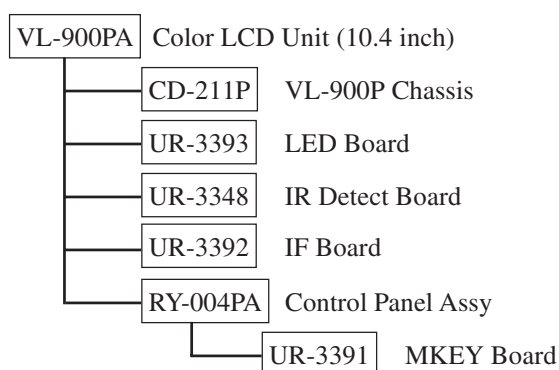 VL-900PA Color LCD Unit (10.4 inch)
CD-211P VL-900P Chassis
UR-3393 LED Board
UR-3348 IR Detect Board
UR-3392 IF Board
RY-004PA Control Panel Assy
UR-3391 MKEY Board